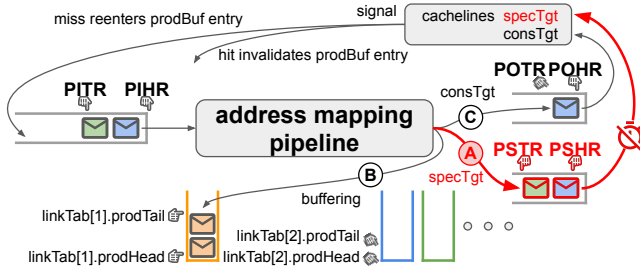 miss reenters prodBuf entry
signal
cachelines specTgt
consTgt
hit invalidates prodBuf entry
PITR PIHR
POTR POHR
consTgt
address mapping
pipeline
C
A
PSTR PSHR
B
specTgt
buffering
linkTab[1].prodTail
linkTab[1].prodHead
linkTab[2].prodTail
linkTab[2].prodHead